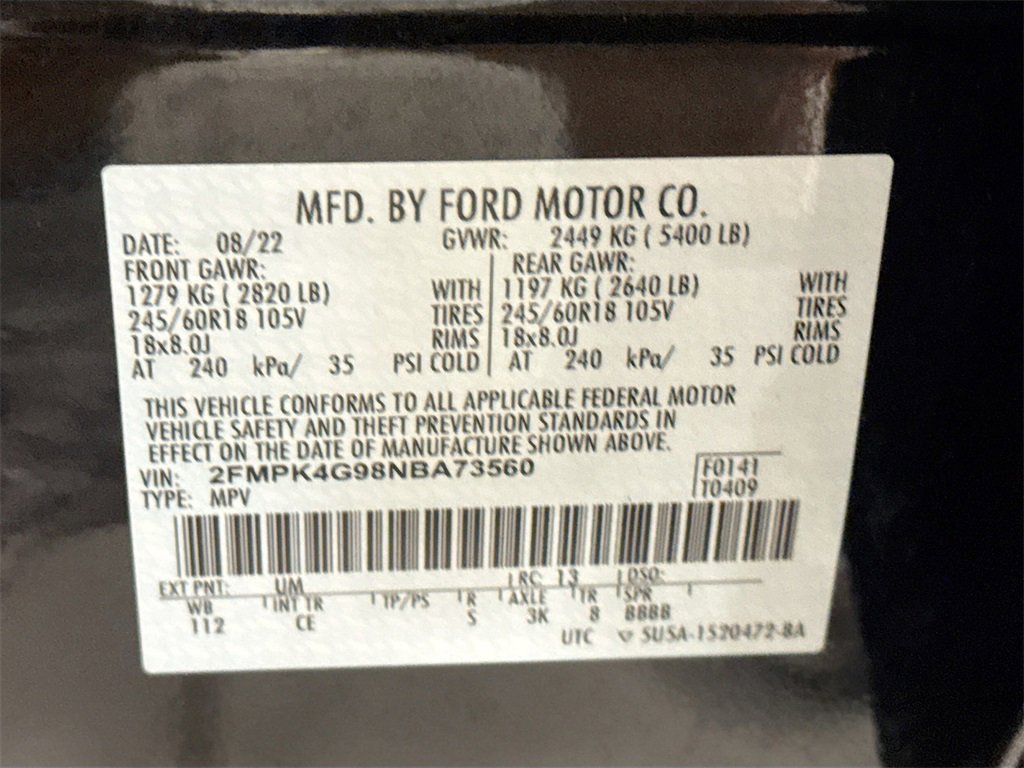 MFD. BY FORD MOTOR CO.
DATE: 08/22 GVWR: 2449 KG ( 5400 LB)
FRONT GAWR: REAR GAWR:
1279 KG ( 2820 LB) WITH 1197 KG ( 2640 LB) WITH
245/60R18 105V TIRES 245/60R18 105V TIRES
18x8.0J RIMS 18x8.0J RIMS
AT 240 kPa/ 35 PSI COLD AT 240 kPa/ 35 PSI COLD
THIS VEHICLE CONFORMS TO ALL APPLICABLE FEDERAL MOTOR
VEHICLE SAFETY AND THEFT PREVENTION STANDARDS IN
EFFECT ON THE DATE OF MANUFACTURE SHOWN ABOVE.
VIN: 2FMPK4G98NBA73560 F0141
TYPE: MPV T0409
EXT PNT: UM RC: 13 DSO:
WB INT TR TP/PS R AXLE TR SPR
112 CE S 3K 8 BBBB
UTC ▽ 5U5A-1520472-BA